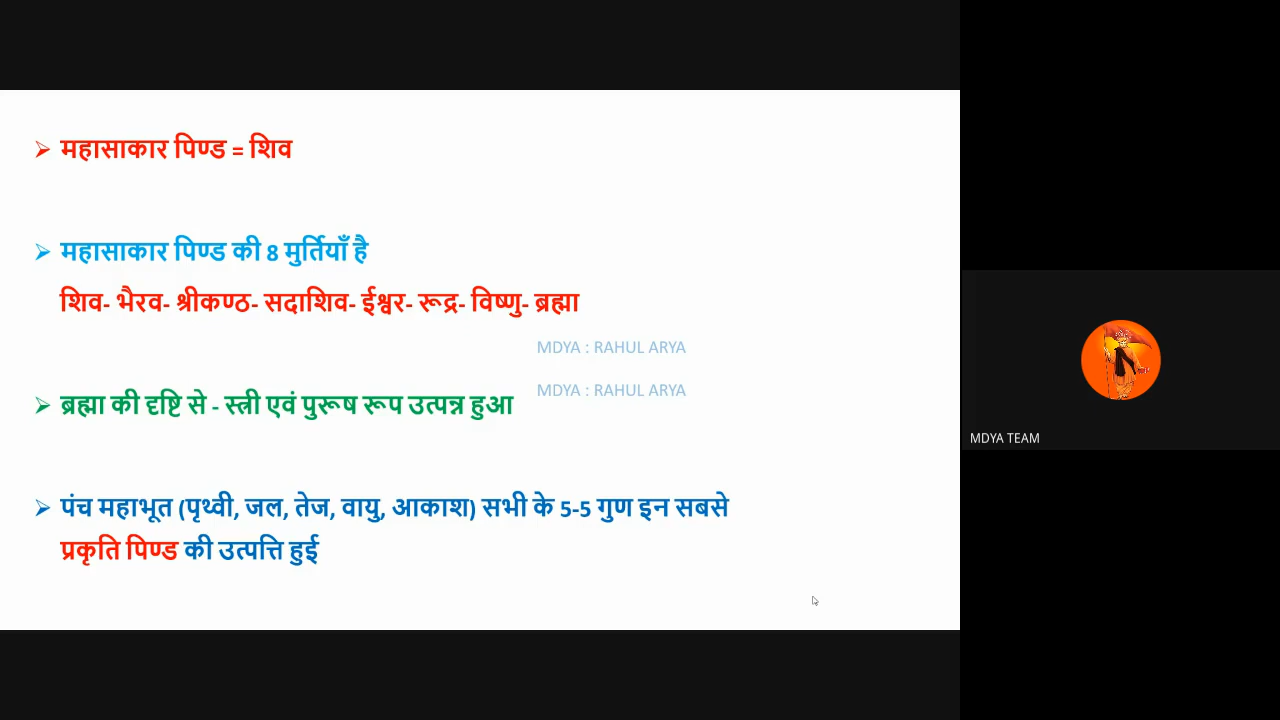 ➢ महासाकार पिण्ड = शिव
➢ महासाकार पिण्ड की 8 मुर्तियाँ है
शिव- भैरव- श्रीकण्ठ- सदाशिव- ईश्वर- रूद्र- विष्णु- ब्रह्मा
MDYA : RAHUL ARYA
MDYA : RAHUL ARYA
➢ ब्रह्मा की दृष्टि से - स्त्री एवं पुरूष रूप उत्पन्न हुआ
➢ पंच महाभूत (पृथ्वी, जल, तेज, वायु, आकाश) सभी के 5-5 गुण इन सबसे
प्रकृति पिण्ड की उत्पत्ति हुई
MDYA TEAM